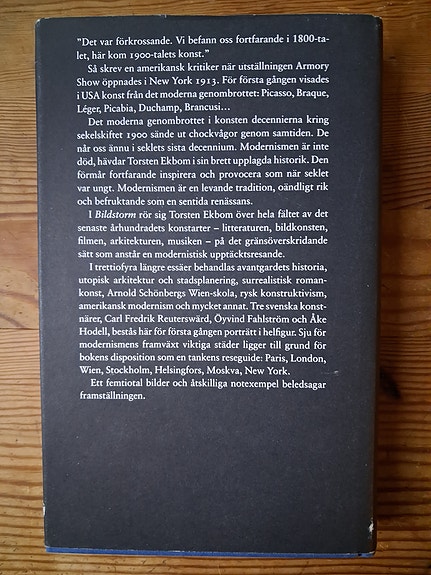 "Det var förkrossande. Vi befann oss fortfarande i 1800-ta-
let, här kom 1900-talets konst."
Så skrev en amerikansk kritiker när utställningen Armory
Show öppnades i New York 1913. För första gången visades
i USA konst från det moderna genombrottet: Picasso, Braque,
Léger, Picabia, Duchamp, Brancusi...
Det moderna genombrottet i konsten decennierna kring
sekelskiftet 1900 sände ut chockvågor genom samtiden. De
når oss ännu i seklets sista decennium. Modernismen är inte
död, hävdar Torsten Ekbom i sin brett upplagda historik. Den
förmår fortfarande inspirera och provocera som när seklet
var ungt. Modernismen är en levande tradition, oändligt rik
och befruktande som en sentida renässans.
I Bildstorm rör sig Torsten Ekbom över hela fältet av det
senaste århundradets konstarter – litteraturen, bildkonsten,
filmen, arkitekturen, musiken – på det gränsöverskridande
sätt som anstår en modernistisk upptäcktsresande.
I trettiofyra längre essäer behandlas avantgardets historia,
utopisk arkitektur och stadsplanering, surrealistisk roman-
konst, Arnold Schönbergs Wien-skola, rysk konstruktivism,
amerikansk modernism och mycket annat. Tre svenska konst-
närer, Carl Fredrik Reuterswärd, Öyvind Fahlström och Åke
Hodell, bestås här för första gången porträtt i helfigur. Sju för
modernismens framväxt viktiga städer ligger till grund för
bokens disposition som en tankens reseguide: Paris, London,
Wien, Stockholm, Helsingfors, Moskva, New York.
Ett femtiotal bilder och åtskilliga notexempel beledsagar
framställningen.